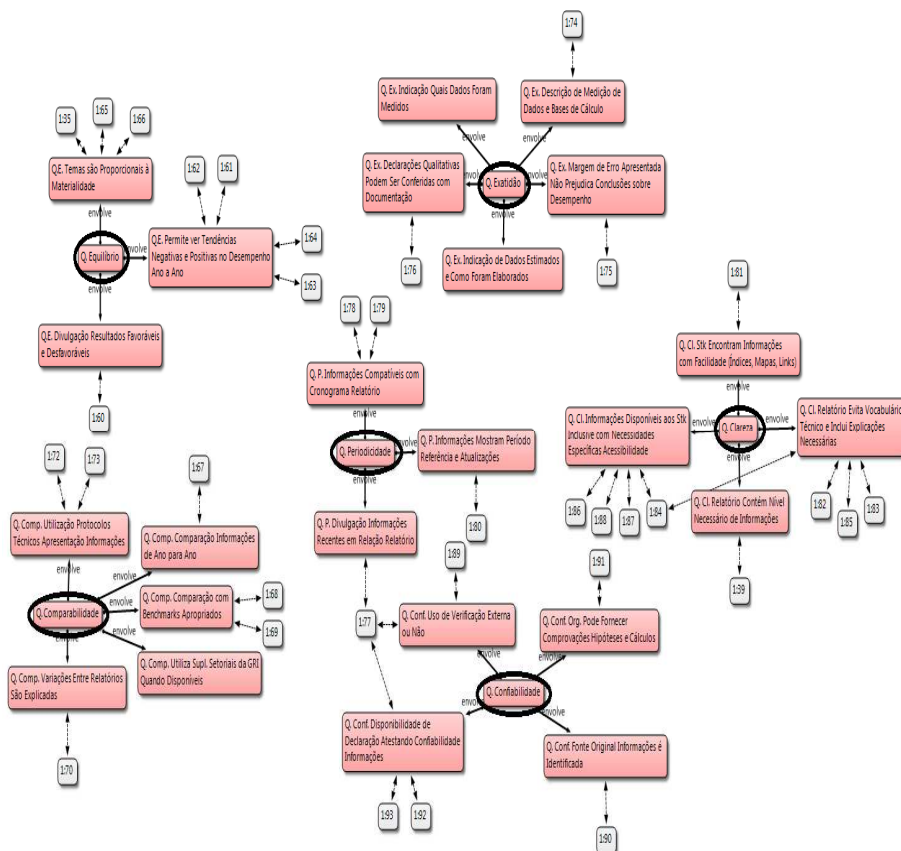 1:74
Q. Ex. Indicação Quais Dados Foram
Medidos
Q. Ex. Descrição de Medição de
Dados e Bases de Cálculo
envolve
envolve
1:35
1:65
1:66
Q.E. Temas são Proporcionais à
Materialidade
1:62
1:61
Q. Ex. Declarações Qualitativas
Podem Ser Conferidas com
Documentação
envolve
Q. Exatidão
envolve
Q. Ex. Margem de Erro Apresentada
Não Prejudica Conclusões sobre
Desempenho
envolve
envolve
Q. Equilíbrio
envolve
Q.E. Permite ver Tendências
Negativas e Positivas no Desempenho
Ano a Ano
1:64
1:63
envolve
Q. Ex. Indicação de Dados Estimados
e Como Foram Elaborados
1:76
1:75
1:81
Q.E. Divulgação Resultados Favoráveis
e Desfavoráveis
1:60
1:78
1:79
Q. P. Informações Compatíveis com
Cronograma Relatório
envolve
Q. Periodicidade
envolve
Q. P. Informações Mostram Período
Referência e Atualizações
envolve
Q. P. Divulgação Informações
Recentes em Relação Relatório
1:80
Q. Cl. Stk Encontram Informações
com Facilidade (Índices, Mapas, Links)
envolve
Q. Cl. Informações Disponíveis aos Stk
Inclusive com Necessidades
Específicas Acessibilidade
envolve
Q. Clareza
envolve
Q. Cl. Relatório Evita Vocabulário
Técnico e Inclui Explicações
Necessárias
envolve
1:86
1:88
1:87
1:84
1:82
1:85
1:83
Q. Cl. Relatório Contém Nível
Necessário de Informações
1:39
1:72
1:73
1:67
Q. Comp. Utilização Protocolos
Técnicos Apresentação Informações
Q. Comp. Comparação Informações
de Ano para Ano
envolve
envolve
Q. Comparabilidade
envolve
Q. Comp. Comparação com
Benchmarks Apropriados
1:68
1:69
envolve
envolve
Q. Comp. Variações Entre Relatórios
São Explicadas
Q. Comp. Utiliza Supl. Setoriais da GRI
Quando Disponíveis
1:70
1:89
1:91
1:77
Q. Conf. Uso de Verificação Externa
ou Não
Q. Conf. Org. Pode Fornecer
Comprovações Hipóteses e Cálculos
envolve
envolve
Q. Confiabilidade
envolve
envolve
Q. Conf. Disponibilidade de
Declaração Atestando Confiabilidade
Informações
Q. Conf. Fonte Original Informações é
Identificada
1:93
1:92
1:90